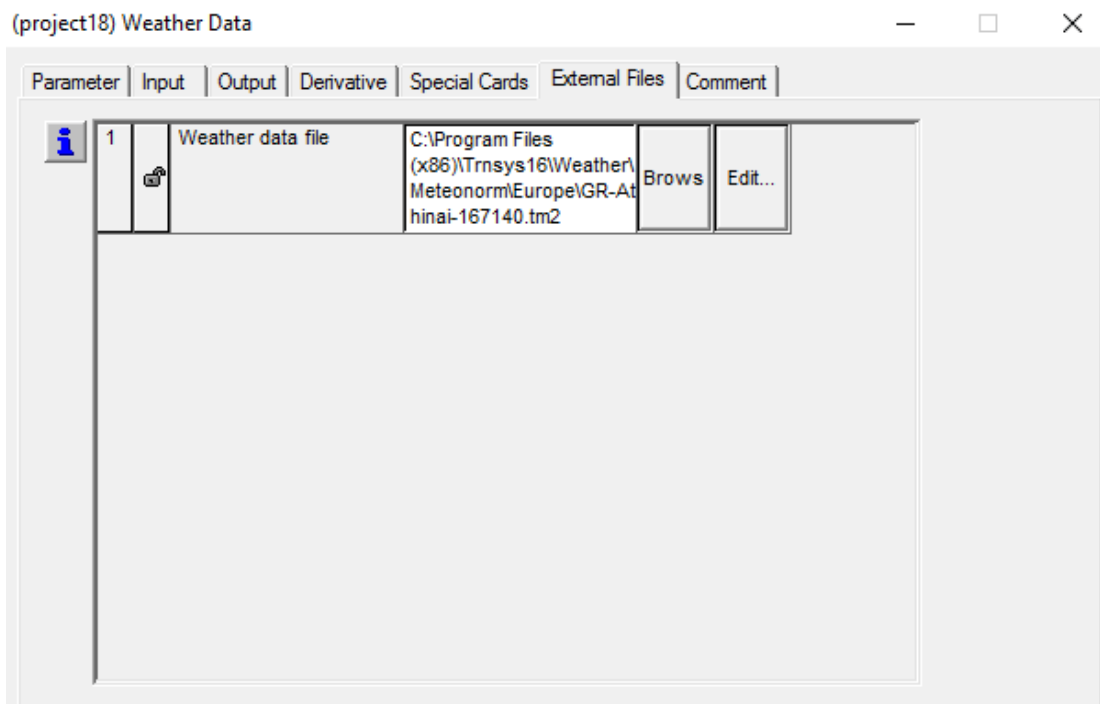 (project18) Weather Data
Parameter Input Output Derivative Special Cards External Files Comment
1 Weather data file
C:\Program Files
(x86)\Trnsys16\Weather\
Meteonorm\Europe\GR-At
hinai-167140.tm2
Brows Edit...